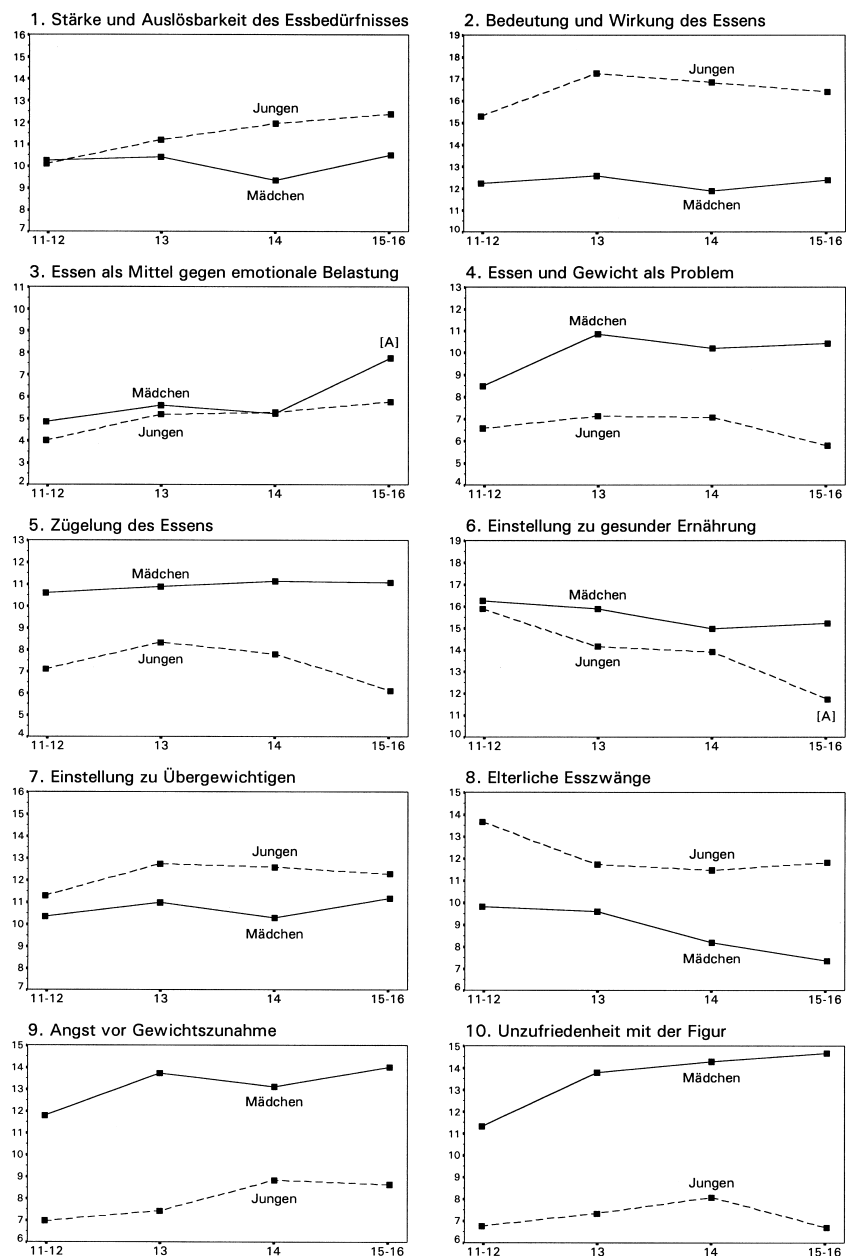 1. Stärke und Auslösbarkeit des Essbedürfnisses
16
15
14
13
12
11
10
9
8
7
Jungen
Mädchen
11-12 13 14 15-16
2. Bedeutung und Wirkung des Essens
19
18
17
16
15
14
13
12
11
10
Jungen
Mädchen
11-12 13 14 15-16
3. Essen als Mittel gegen emotionale Belastung
11
10
9
8
7
6
5
4
3
2
[A]
Mädchen
Jungen
11-12 13 14 15-16
4. Essen und Gewicht als Problem
13
12
11
10
9
8
7
6
5
4
Mädchen
Jungen
11-12 13 14 15-16
5. Zügelung des Essens
13
12
11
10
9
8
7
6
5
4
Mädchen
Jungen
11-12 13 14 15-16
6. Einstellung zu gesunder Ernährung
19
18
17
16
15
14
13
12
11
10
Mädchen
Jungen
[A]
11-12 13 14 15-16
7. Einstellung zu Übergewichtigen
16
15
14
13
12
11
10
9
8
7
Jungen
Mädchen
11-12 13 14 15-16
8. Elterliche Esszwänge
15
14
13
12
11
10
9
8
7
6
Jungen
Mädchen
11-12 13 14 15-16
9. Angst vor Gewichtszunahme
15
14
13
12
11
10
9
8
7
6
Mädchen
Jungen
11-12 13 14 15-16
10. Unzufriedenheit mit der Figur
15
14
13
12
11
10
9
8
7
6
Mädchen
Jungen
11-12 13 14 15-16